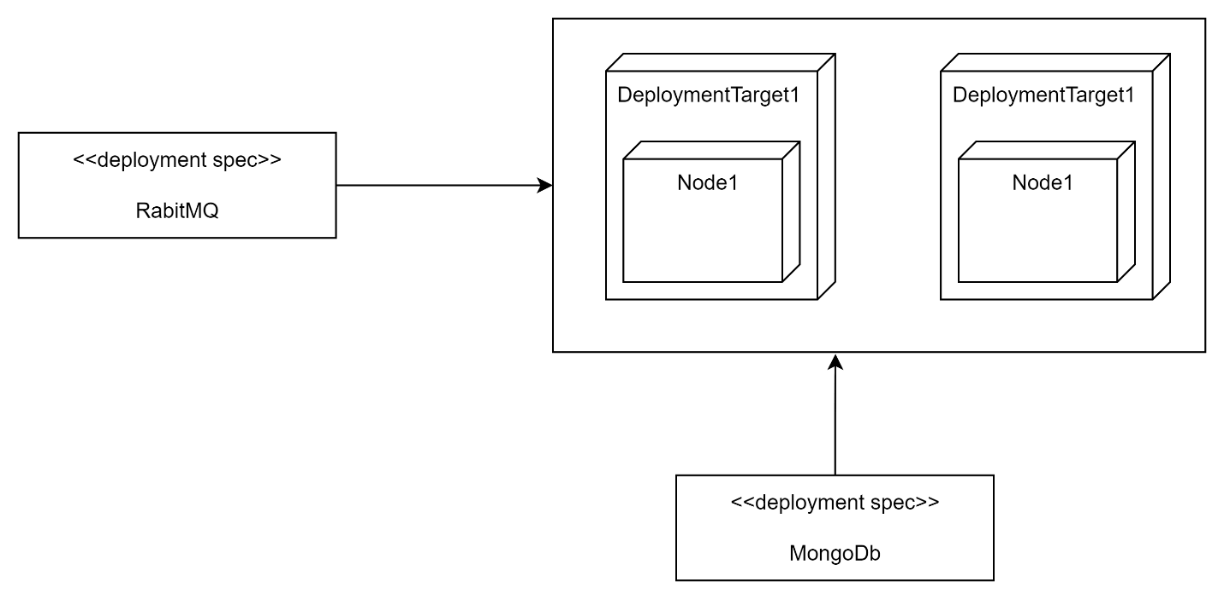 DeploymentTarget1
DeploymentTarget1
<<deployment spec>>
RabitMQ
Node1
Node1
<<deployment spec>>
MongoDb